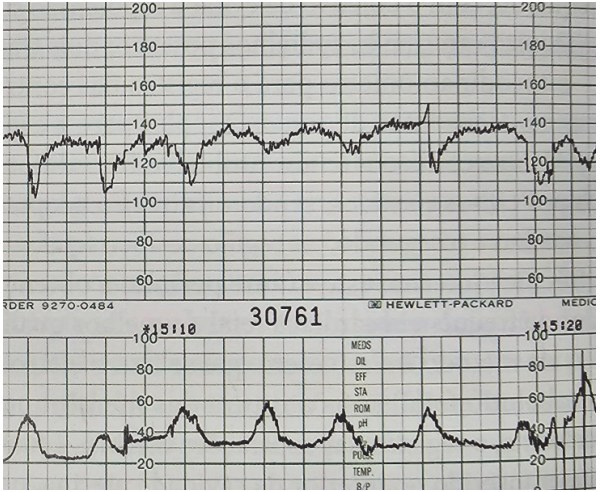 200 200
180 180
160 160
140 140
120 120
100 100
80 80
60 60
RDER 9270-0484 30761 HEWLETT-PACKARD MEDIC
*15:10 *15:20
100 100
MEDS
80 80
DIL
EFF
60 60
STA
ROM
40 40
pH
PULSE
20 20
TEMP.
B/P